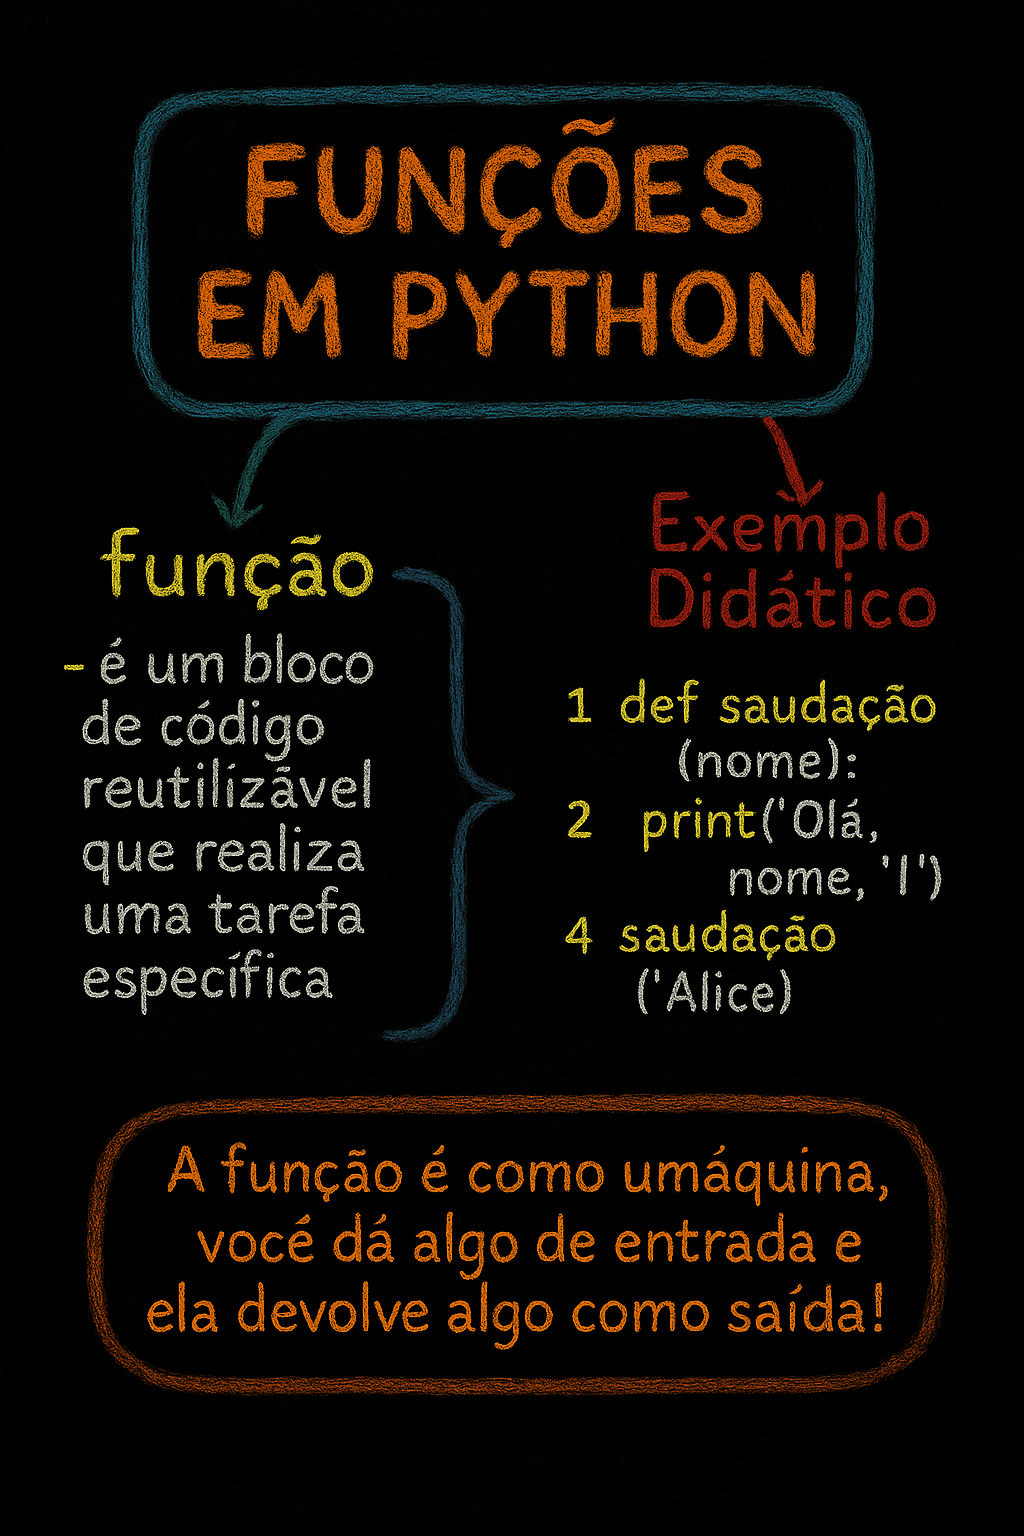 FUNÇÕES
EM PYTHON
função
- é um bloco
de código
reutilizãvel
que realiza
uma tarefa
específica
Exemplo
Didático
1 def saudação
(nome):
2 print('Olá,
nome, 'I')
4 saudação
('Alice)
A função é como umáquina,
vocé dá algo de entrada e
ela devolve algo como saída!